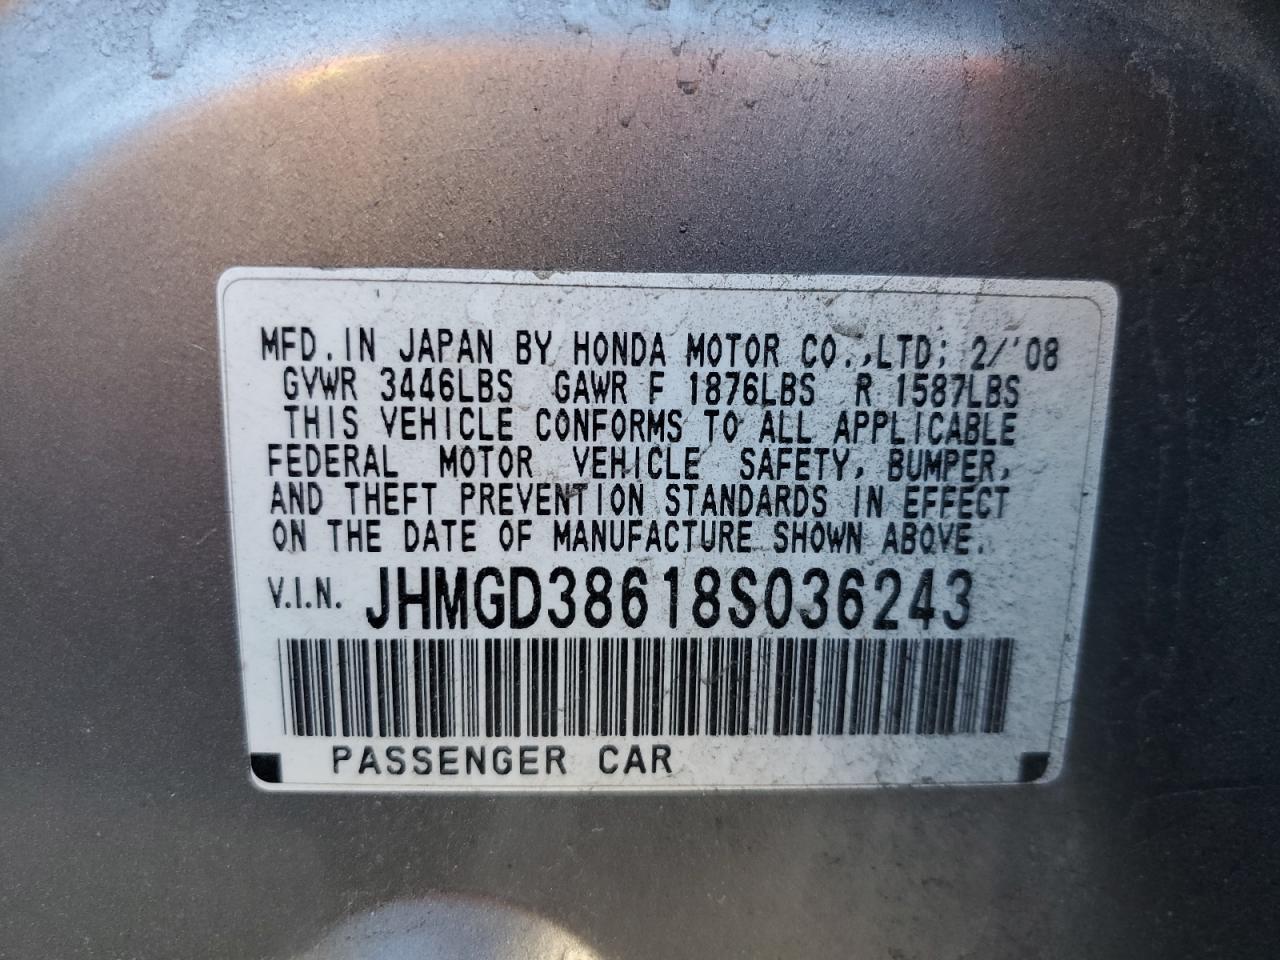 MFD. IN JAPAN BY HONDA MOTOR CO., LTD; 2/'08
GVWR 3446LBS GAWR F 1876LBS R 1587LBS
THIS VEHICLE CONFORMS TO ALL APPLICABLE
FEDERAL MOTOR VEHICLE SAFETY, BUMPER,
AND THEFT PREVENTION STANDARDS IN EFFECT
ON THE DATE OF MANUFACTURE SHOWN ABOVE.
V.I.N. JHMGD38618S036243
PASSENGER CAR